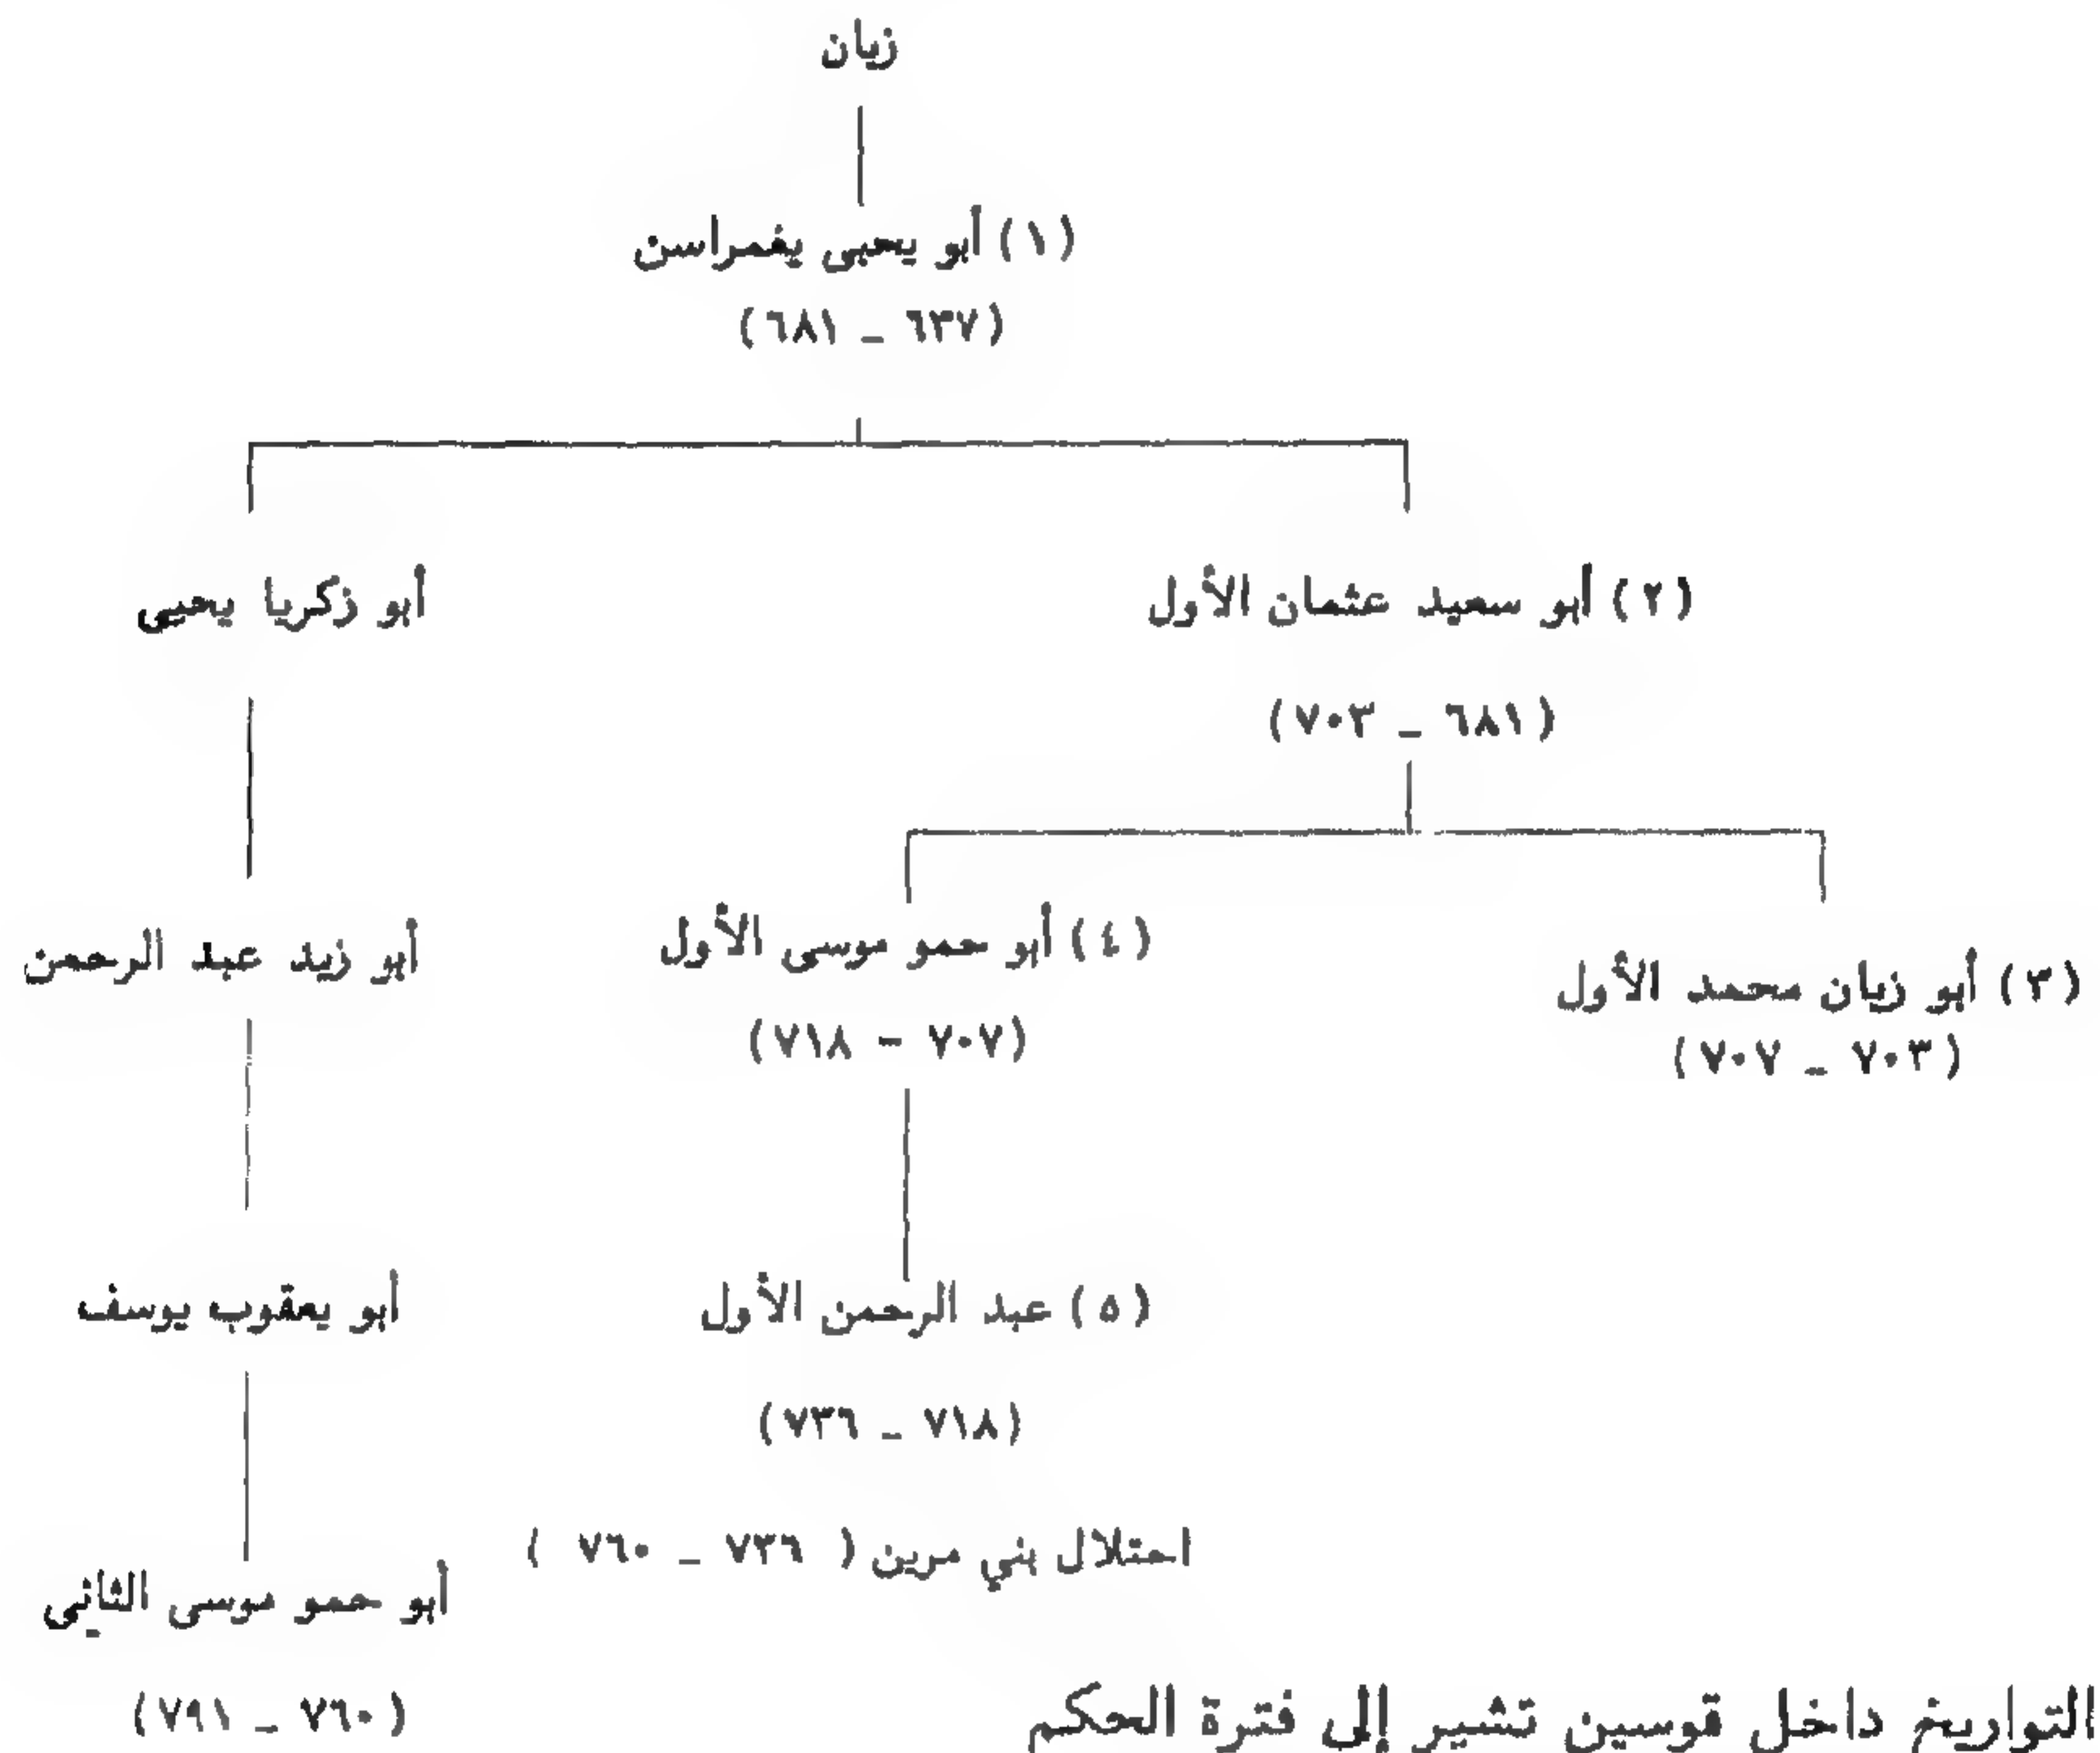 زيان
(١) أبو يحيى يغمراسن
(٦٣٧ - ٦٨١)
(٢) أبو سعيد عثمان الأول
أبو زكريا يحيى
(٦٨١ - ٧٠٣)
(٣) أبو زيان محمد الأول
(٧٠٣ - ٧٠٧)
(٤) أبو حمو موسى الأول
(٧٠٧ - ٧١٨)
أبو زيد عبد الرحمن
(٥) عبد الرحمن الأول
(٧١٨ - ٧٣٦)
أبو يعقوب يوسف
احتلال بني مرين ( ٧٣٦ - ٧٦٠ )
أبو حمو موسى الثاني
(٧٦٠ - ٧٩١)
التواريخ داخل قوسين تشير إلى فترة الحكم